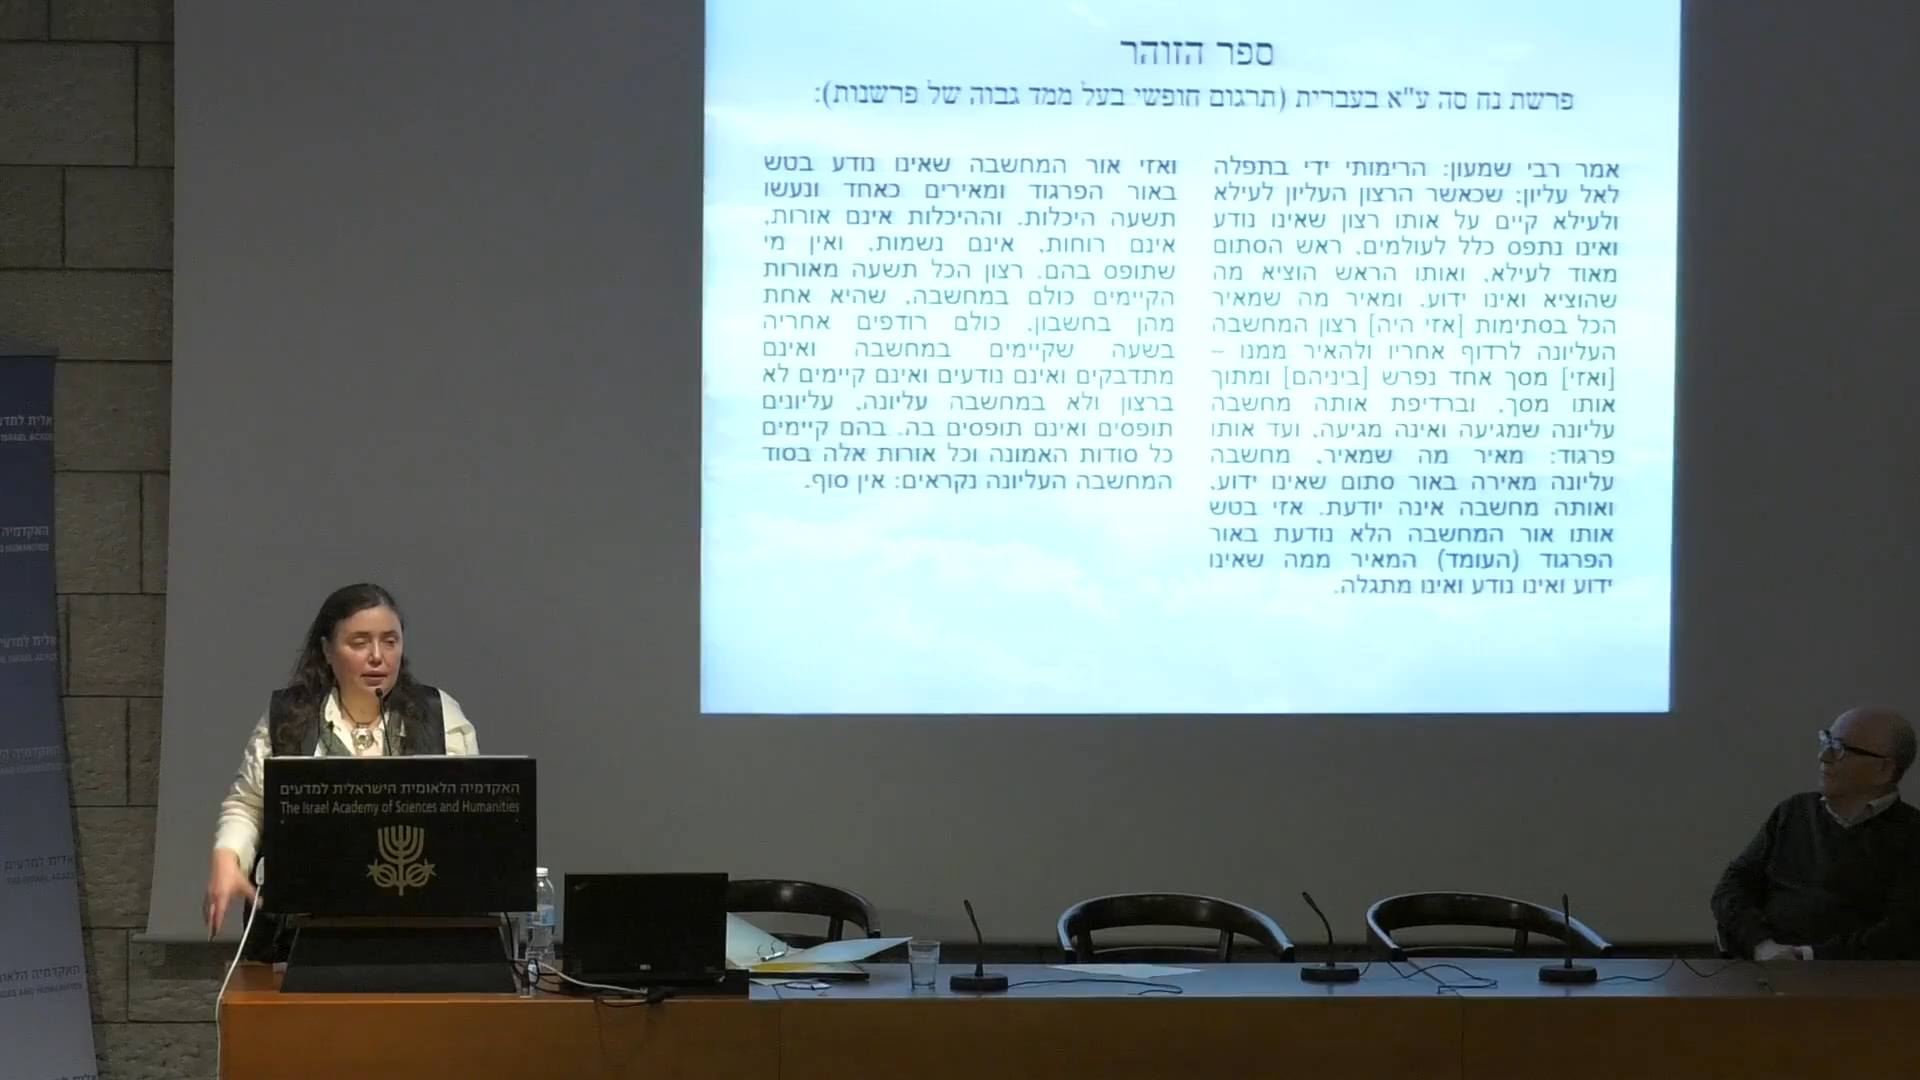 ספר הזוהר
פרשת נח סה ע"א בעברית (תרגום חופשי בעל ממד גבוה של פרשנות):
אמר רבי שמעון: הרימותי ידי בתפלה
לאל עליון: שכאשר הרצון העליון לעילא
ולעילא קיים על אותו רצון שאינו נודע
ואינו נתפס כלל לעולמים, ראש הסתום
מאוד לעילא, ואותו הראש הוציא מה
שהוציא ואינו ידוע. ומאיר מה שמאיר
הכל בסתימות [אזי היה] רצון המחשבה
העליונה לרדוף אחריו ולהאיר ממנו –
[ואזי] מסך אחד נפרש [ביניהם] ומתוך
אותו מסך, וברדיפת אותה מחשבה
עליונה שמגיעה ואינה מגיעה, ועד אותו
פרגוד: מאיר מה שמאיר, מחשבה
עליונה מאירה באור סתום שאינו ידוע,
ואותה מחשבה אינה יודעת. אזי בטש
אותו אור המחשבה הלא נודעת באור
הפרגוד (העומד) המאיר ממה שאינו
ידוע ואינו נודע ואינו מתגלה.
ואזי אור המחשבה שאינו נודע בטש
באור הפרגוד ומאירים כאחד ונעשו
תשעה היכלות. וההיכלות אינם אורות,
אינם רוחות, אינם נשמות, ואין מי
שתופס בהם. רצון הכל תשעה מאורות
הקיימים כולם במחשבה, שהיא אחת
מהן בחשבון, כולם רודפים אחריה
בשעה שקיימים במחשבה ואינם
מתדבקים ואינם נודעים ואינם קיימים לא
ברצון ולא במחשבה עליונה, עליונים
תופסים ואינם תופסים בה. בהם קיימים
כל סודות האמונה וכל אורות אלה בסוד
המחשבה העליונה נקראים: אין סוף.
האקדמיה הלאומית הישראלית למדעים
The Israel Academy of Sciences and Humanities